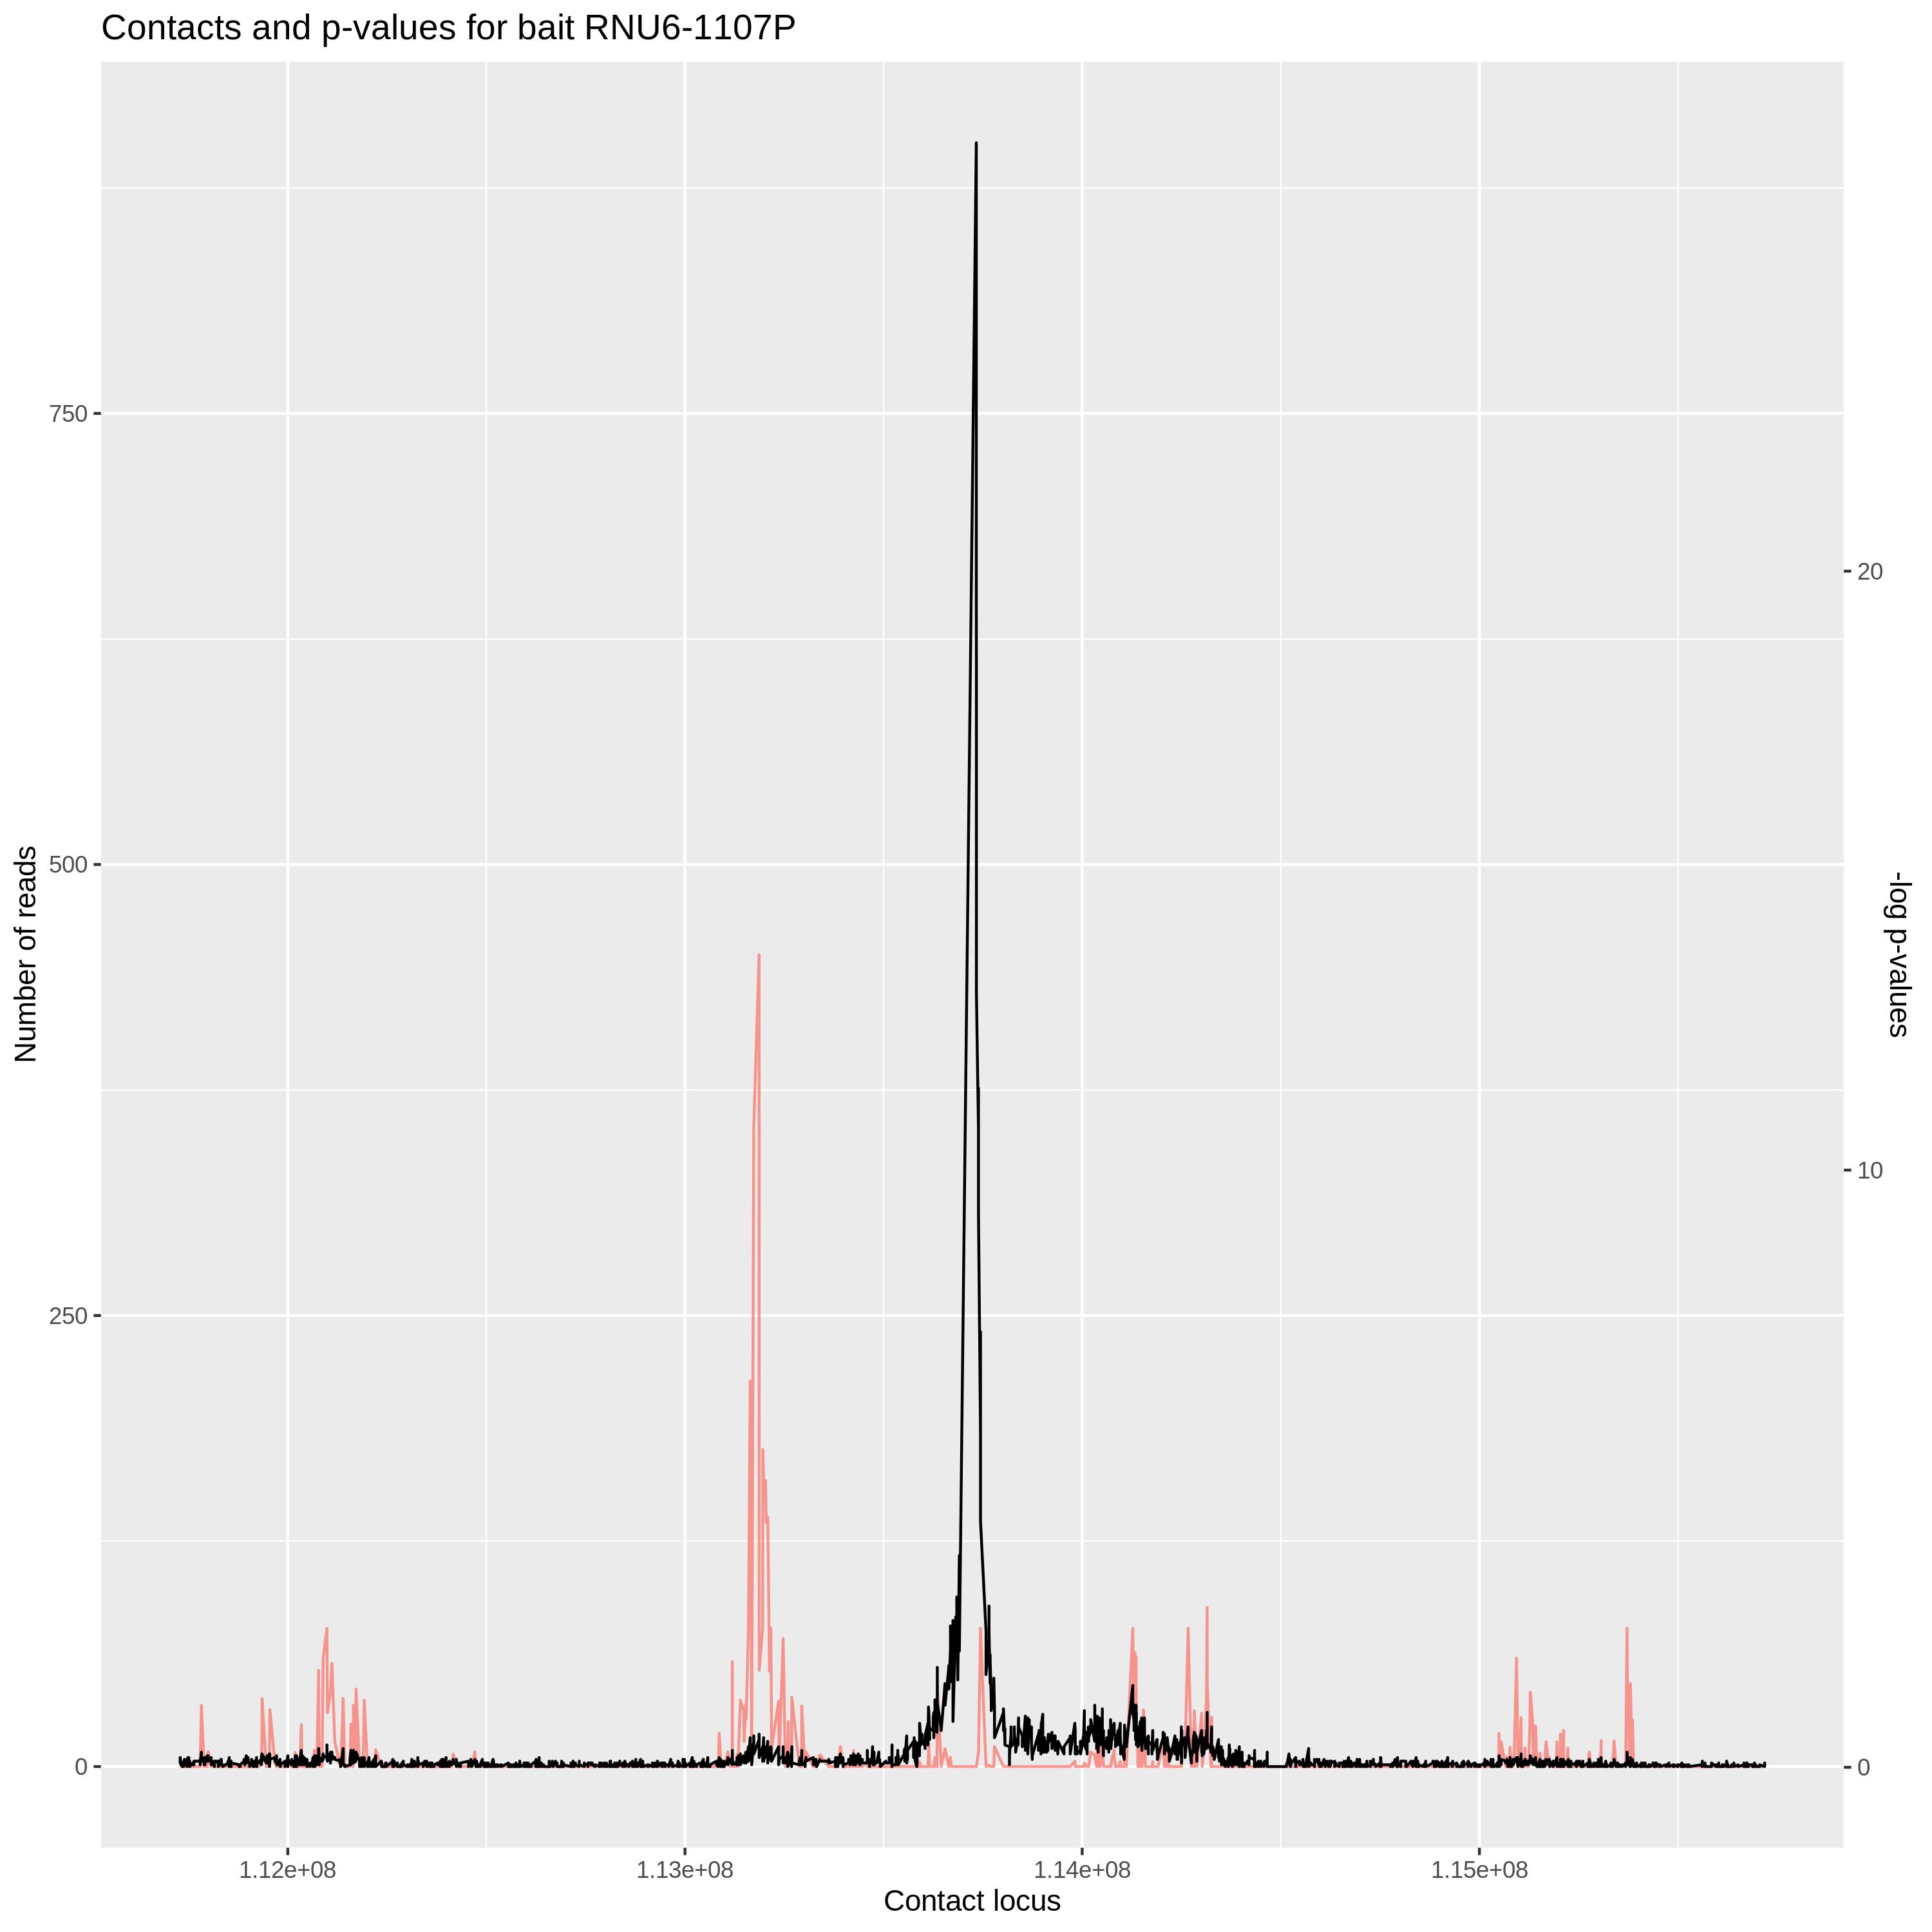 Contacts and p-values for bait RNU6-1107P
750
500
250
0
20
10
0
Number of reads
-log p-values
1.12e+08
1.13e+08
1.14e+08
1.15e+08
Contact locus